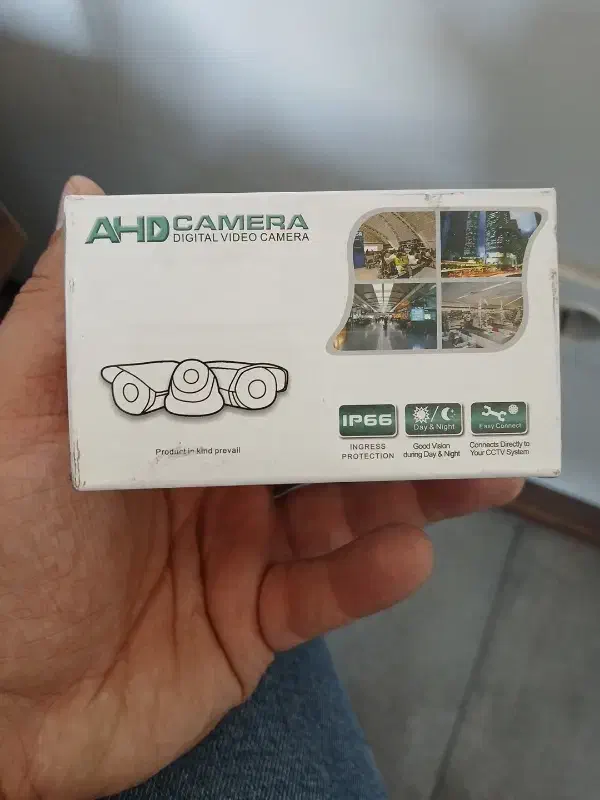 AHD CAMERA
DIGITAL VIDEO CAMERA
Product in kind prevail
IP66
INGRESS
PROTECTION
Day & Night
Good Vision
during Day & Night
Easy Connect
Connects Directly to
Your CCTV System